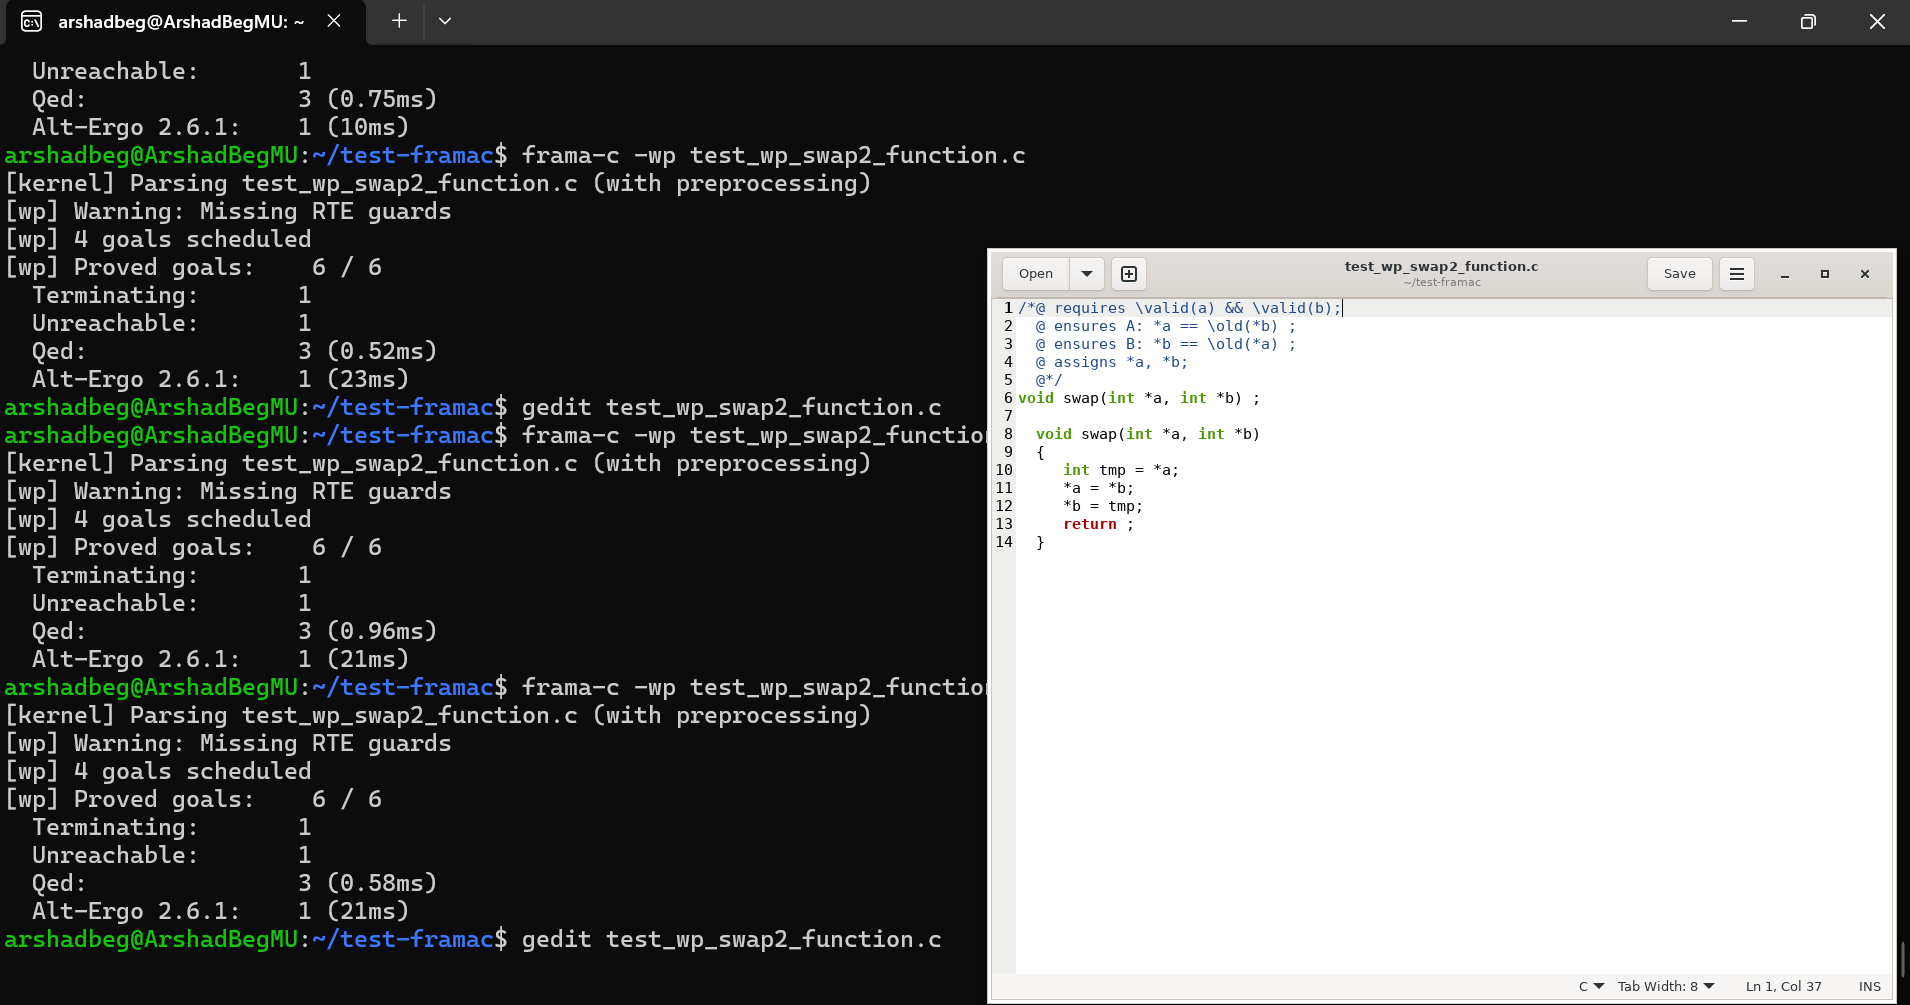 arshadbeg@ArshadBegMU: ~
Unreachable: 1
Qed: 3 (0.75ms)
Alt-Ergo 2.6.1: 1 (10ms)
arshadbeg@ArshadBegMU:~/test-framac$ frama-c -wp test_wp_swap2_function.c
[kernel] Parsing test_wp_swap2_function.c (with preprocessing)
[wp] Warning: Missing RTE guards
[wp] 4 goals scheduled
[wp] Proved goals: 6 / 6
Terminating: 1
Unreachable: 1
Qed: 3 (0.52ms)
Alt-Ergo 2.6.1: 1 (23ms)
arshadbeg@ArshadBegMU:~/test-framac$ gedit test_wp_swap2_function.c
arshadbeg@ArshadBegMU:~/test-framac$ frama-c -wp test_wp_swap2_functio
[kernel] Parsing test_wp_swap2_function.c (with preprocessing)
[wp] Warning: Missing RTE guards
[wp] 4 goals scheduled
[wp] Proved goals: 6 / 6
Terminating: 1
Unreachable: 1
Qed: 3 (0.96ms)
Alt-Ergo 2.6.1: 1 (21ms)
arshadbeg@ArshadBegMU:~/test-framac$ frama-c -wp test_wp_swap2_functio
[kernel] Parsing test_wp_swap2_function.c (with preprocessing)
[wp] Warning: Missing RTE guards
[wp] 4 goals scheduled
[wp] Proved goals: 6 / 6
Terminating: 1
Unreachable: 1
Qed: 3 (0.58ms)
Alt-Ergo 2.6.1: 1 (21ms)
arshadbeg@ArshadBegMU:~/test-framac$ gedit test_wp_swap2_function.c
Open
test_wp_swap2_function.c
~/test-framac
Save
1 /*@ requires \valid(a) && \valid(b);
2 @ ensures A: *a == \old(*b) ;
3 @ ensures B: *b == \old(*a) ;
4 @ assigns *a, *b;
5 @*/
6 void swap(int *a, int *b) ;
7
8 void swap(int *a, int *b)
9 {
10 int tmp = *a;
11 *a = *b;
12 *b = tmp;
13 return ;
14 }
C Tab Width: 8 Ln 1, Col 37 INS